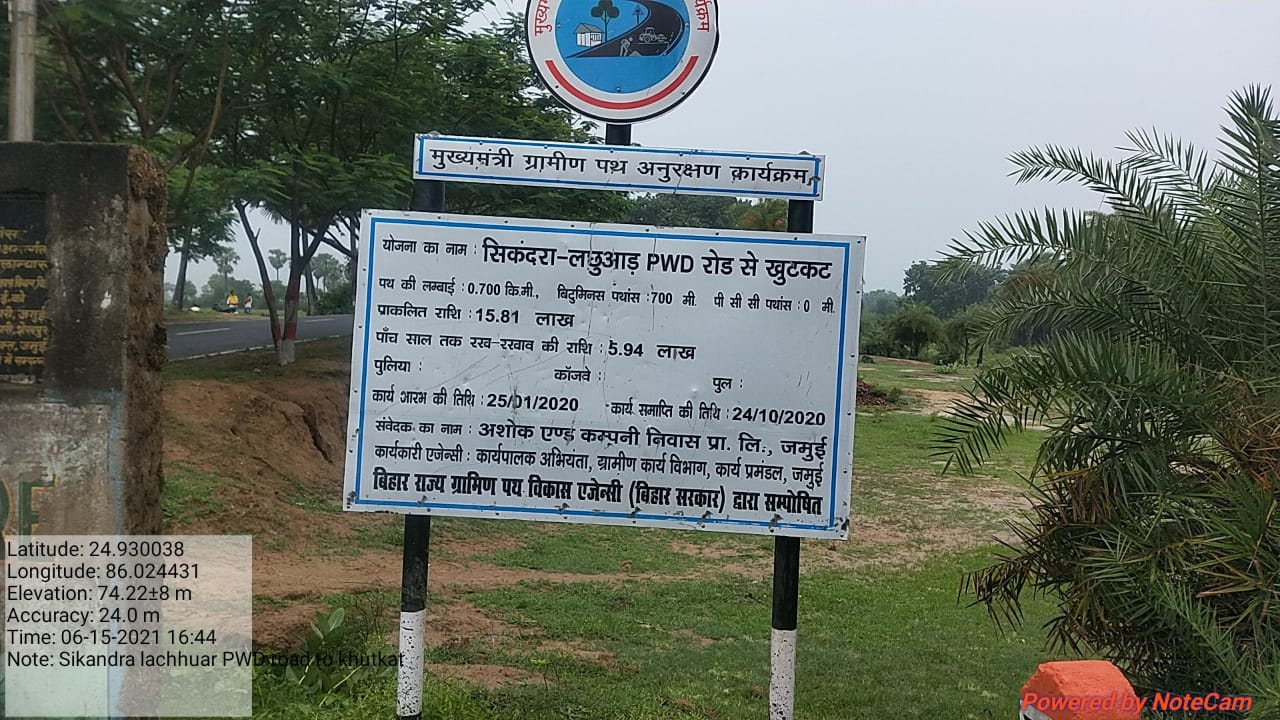 मुख्यमंत्री ग्रामीण पथ अनुरक्षण कार्यक्रम
योजना का नाम : सिकंदरा-लछुआड़ PWD रोड से खुटकट
पथ की लम्बाई : 0.700 कि.मी., बिटुमिनस पथांस : 700 मी. पी सी सी पथांस : 0 मी.
प्राकलित राशि : 15.81 लाख
पाँच साल तक रख-रखाव की राशि : 5.94 लाख
पुलिया : कॉजवे : पुल :
कार्य आरंभ की तिथि : 25/01/2020 कार्य समाप्ति की तिथि : 24/10/2020
संवेदक का नाम : अशोक एण्ड कम्पनी निवास प्रा. लि., जमुई
कार्यकारी एजेन्सी : कार्यपालक अभियंता, ग्रामीण कार्य विभाग, कार्य प्रमंडल, जमुई
बिहार राज्य ग्रामिण पथ विकास एजेन्सी (बिहार सरकार) द्वारा सम्पोषित
Latitude: 24.930038
Longitude: 86.024431
Elevation: 74.22±8 m
Accuracy: 24.0 m
Time: 06-15-2021 16:44
Note: Sikandra lachhuar PWD road to khutkat
Powered by NoteCam